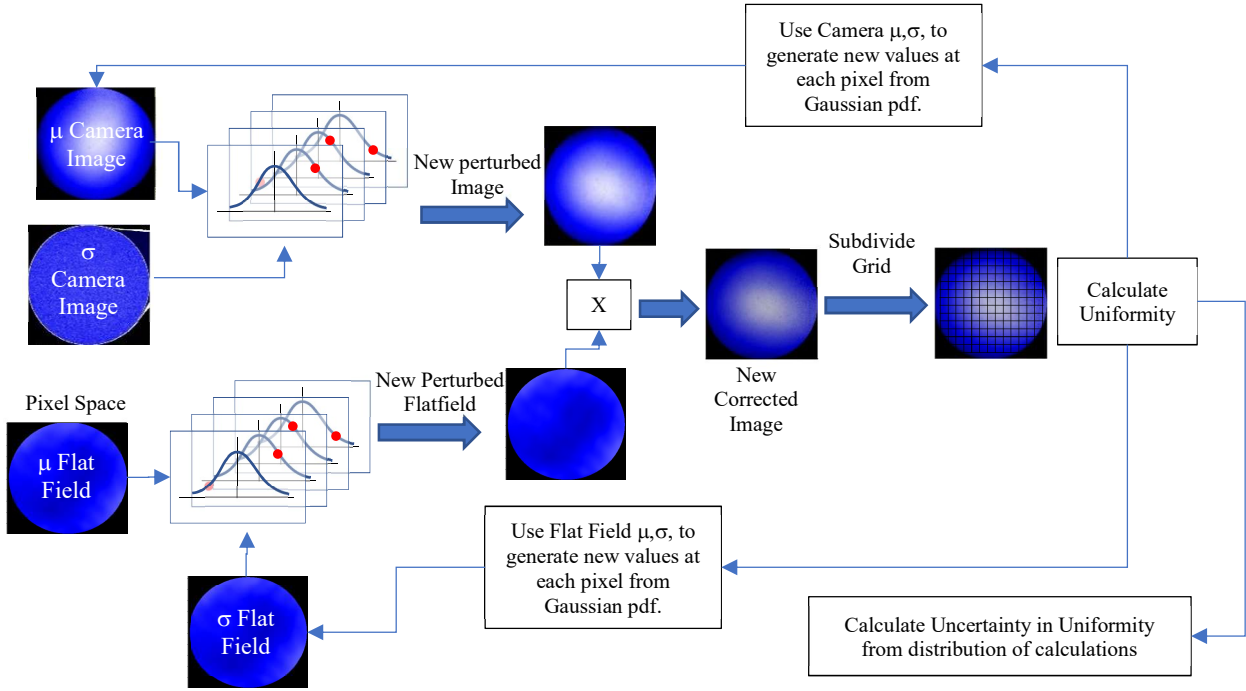 Use Camera μ,σ, to
generate new values at
each pixel from
Gaussian pdf.
μ Camera
Image
New perturbed
Image
σ
Camera
Image
X
Subdivide
Grid
Calculate
Uniformity
New
Corrected
Image
New Perturbed
Flatfield
Pixel Space
μ Flat
Field
Use Flat Field μ,σ, to
generate new values at
each pixel from
Gaussian pdf.
σ Flat
Field
Calculate Uncertainty in Uniformity
from distribution of calculations